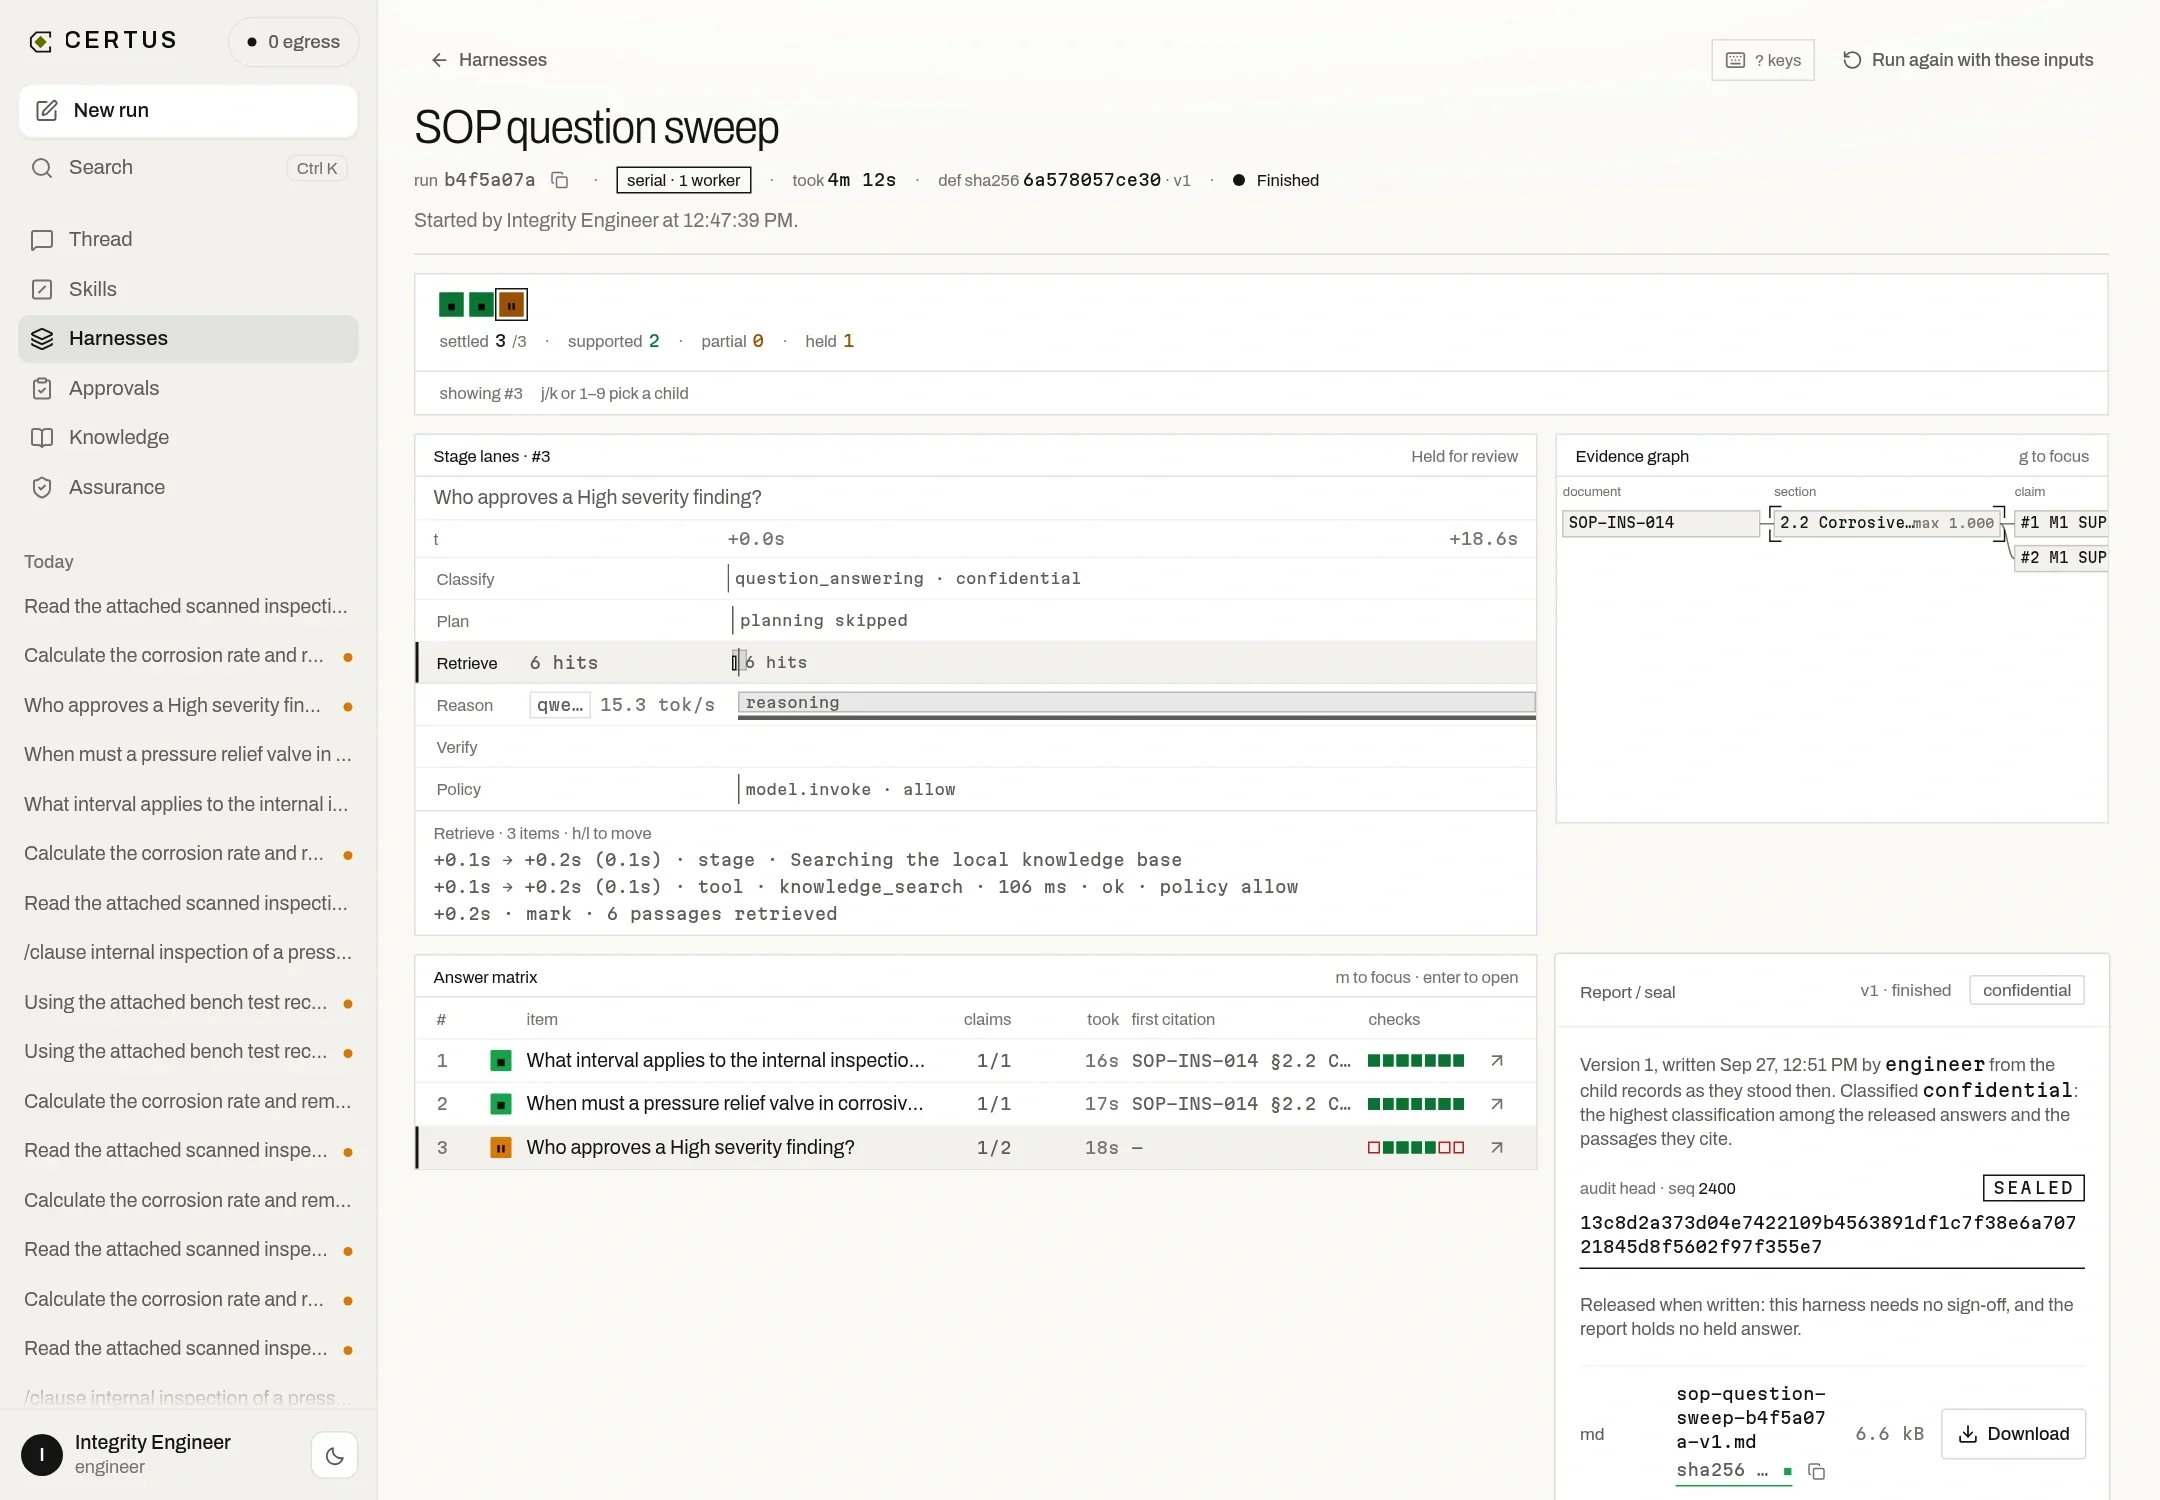 CERTUS
0 egress
New run
Search
Ctrl K
Thread
Skills
Harnesses
Approvals
Knowledge
Assurance
Today
Read the attached scanned inspecti...
Calculate the corrosion rate and r...
Who approves a High severity fin...
When must a pressure relief valve in ...
What interval applies to the internal i...
Calculate the corrosion rate and r...
Read the attached scanned inspecti...
/clause internal inspection of a press...
Using the attached bench test rec...
Using the attached bench test rec...
Calculate the corrosion rate and rem...
Read the attached scanned inspe...
Calculate the corrosion rate and rem...
Read the attached scanned inspe...
Calculate the corrosion rate and r...
Read the attached scanned inspe...
/clause internal inspection of a press...
I
Integrity Engineer
engineer
Harnesses
? keys
Run again with these inputs
SOP question sweep
run b4f5a07a · serial · 1 worker · took 4m 12s · def sha256 6a578057ce30 · v1 · Finished
Started by Integrity Engineer at 12:47:39 PM.
settled 3 /3 · supported 2 · partial 0 · held 1
showing #3 j/k or 1–9 pick a child
Stage lanes · #3
Held for review
Who approves a High severity finding?
t +0.0s +18.6s
Classify question_answering · confidential
Plan planning skipped
Retrieve 6 hits 6 hits
Reason qwe... 15.3 tok/s reasoning
Verify
Policy model.invoke · allow
Retrieve · 3 items · h/l to move
+0.1s → +0.2s (0.1s) · stage · Searching the local knowledge base
+0.1s → +0.2s (0.1s) · tool · knowledge_search · 106 ms · ok · policy allow
+0.2s · mark · 6 passages retrieved
Evidence graph
g to focus
document section claim
SOP-INS-014 2.2 Corrosive… max 1.000 #1 M1 SUP
#2 M1 SUP
Answer matrix
m to focus · enter to open
# item claims took first citation checks
1 What interval applies to the internal inspectio... 1/1 16s SOP-INS-014 §2.2 C...
2 When must a pressure relief valve in corrosiv... 1/1 17s SOP-INS-014 §2.2 C...
3 Who approves a High severity finding? 1/2 18s —
Report / seal
v1 · finished
confidential
Version 1, written Sep 27, 12:51 PM by engineer from the
child records as they stood then. Classified confidential:
the highest classification among the released answers and the
passages they cite.
audit head · seq 2400
SEALED
13c8d2a373d04e7422109b4563891df1c7f38e6a707
21845d8f5602f97f355e7
Released when written: this harness needs no sign-off, and the
report holds no held answer.
md
sop-question-
sweep-b4f5a07
a-v1.md
sha256 ...
6.6 kB
Download